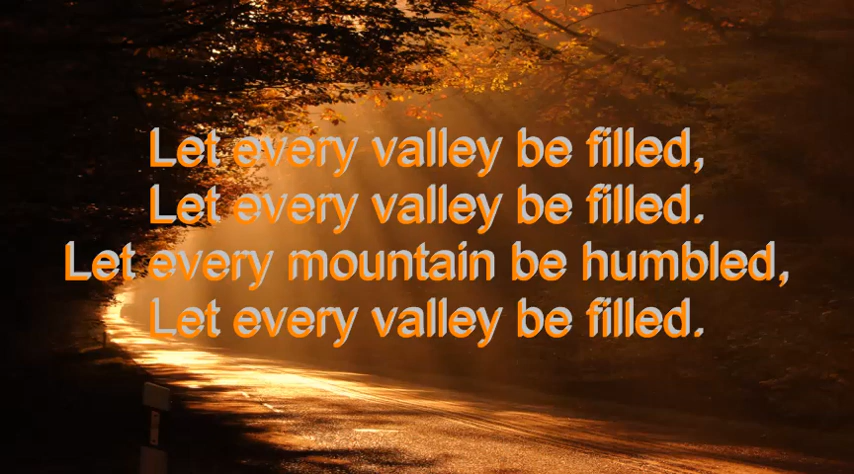 Let every valley be filled,
Let every valley be filled.
Let every mountain be humbled,
Let every valley be filled.